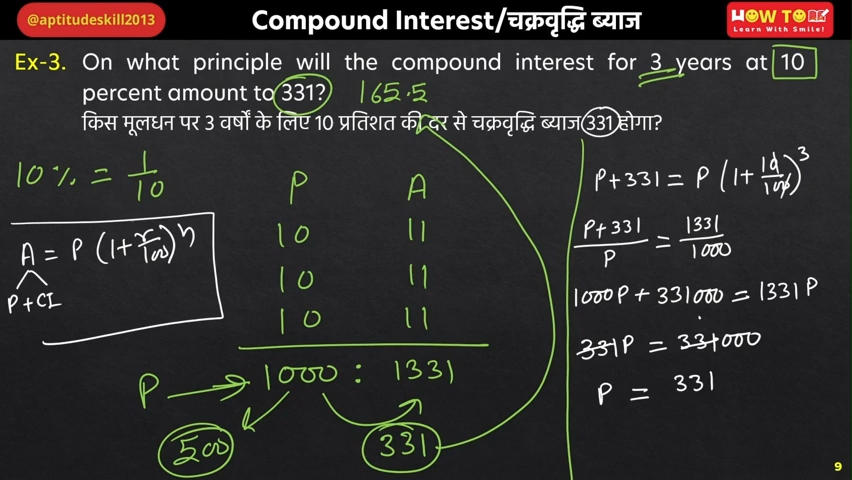 @aptitudeskill2013
Compound Interest/चक्रवृद्धि ब्याज
HOW TO
Learn With Smile!
Ex-3. On what principle will the compound interest for 3 years at 10
percent amount to 331? 165.5
किस मूलधन पर 3 वर्षों के लिए 10 प्रतिशत की दर से चक्रवृद्धि ब्याज 331 होगा?
10% = 1/10
A = P (1+r/100)^n
P+CI
P A
10 11
10 11
10 11
P → 1000 : 1331
500 331
P+331 = P (1+10/100)^3
P+331/P = 1331/1000
1000P + 331000 = 1331P
331P = 331000
P = 331
9